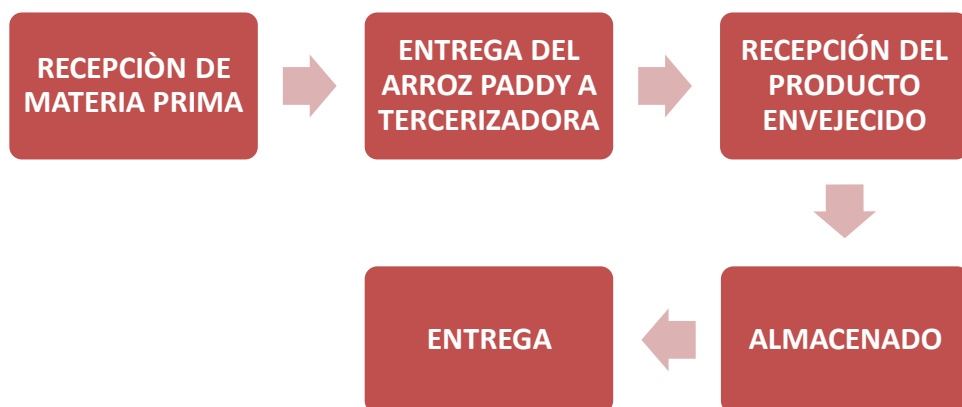 RECEPCIÒN DE
MATERIA PRIMA
ENTREGA DEL
ARROZ PADDY A
TERCERIZADORA
RECEPCIÓN DEL
PRODUCTO
ENVEJECIDO
ALMACENADO
ENTREGA